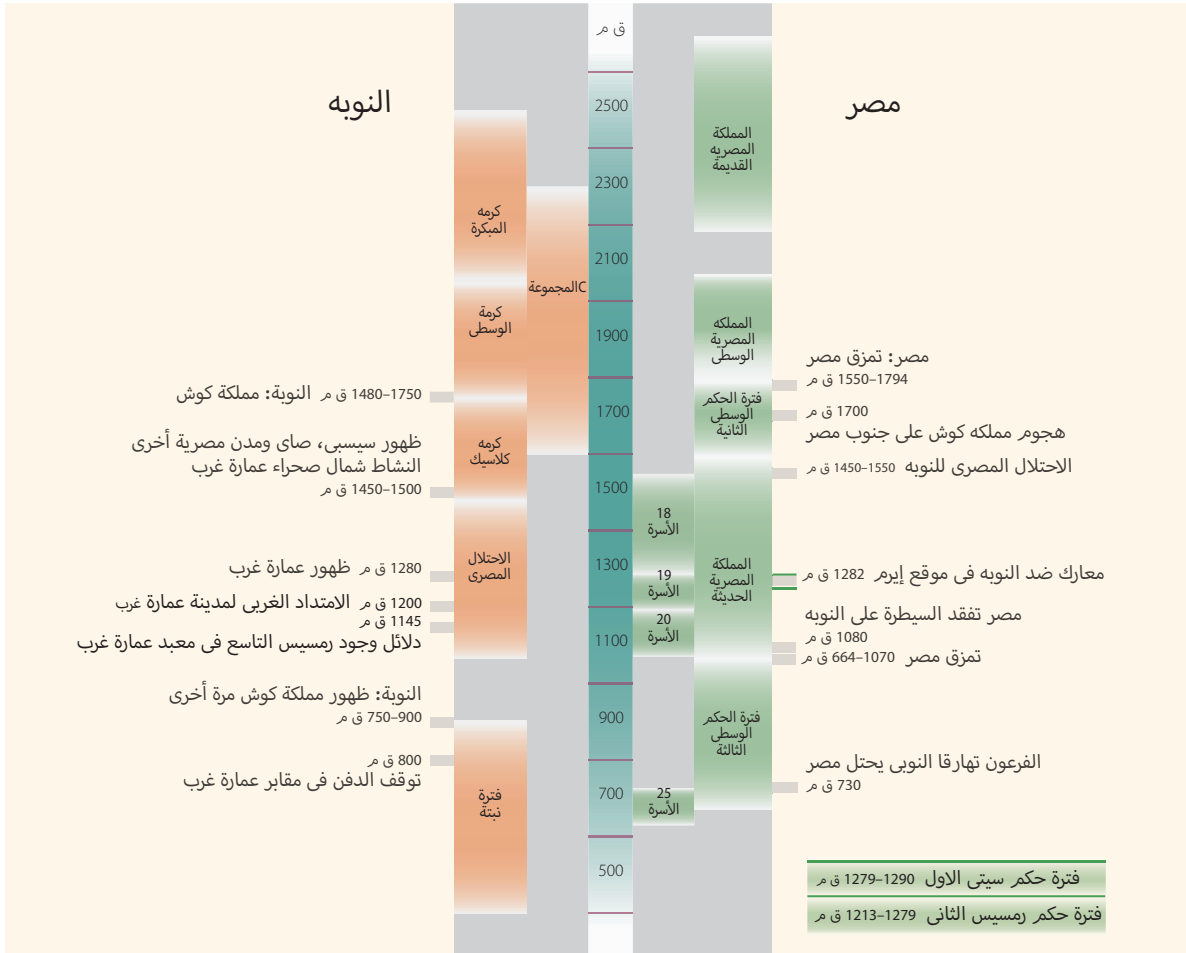 ق م
مصر
النوبه
2500
2300
2100
1900
1700
1500
1300
1100
900
700
500
المملكة
المصريه
القديمة
المملكه
المصرية
الوسطى
فترة الحكم
الوسطى
الثانية
المملكة
المصرية
الحديثة
فترة الحكم
الوسطى
الثالثة
18
الأسرة
19
الأسرة
20
الأسرة
25
الأسرة
المجموعةC
كرمه
المبكرة
كرمة
الوسطى
كرمه
كلاسيك
الاحتلال
المصرى
فترة
نبتة
مصر: تمزق مصر
1550–1794 ق م
1700 ق م
هجوم مملكه كوش على جنوب مصر
الاحتلال المصرى للنوبه 1550–1450 ق م
معارك ضد النوبه فى موقع إيرم 1282 ق م
مصر تفقد السيطرة على النوبه
1080 ق م
تمزق مصر 1070–664 ق م
الفرعون تهارقا النوبى يحتل مصر
730 ق م
فترة حكم سيتى الاول 1290–1279 ق م
فترة حكم رمسيس الثانى 1279–1213 ق م
1480–1750 ق م النوبة: مملكة كوش
ظهور سيسبى، صاى ومدن مصرية أخرى
النشاط شمال صحراء عمارة غرب
1450–1500 ق م
1280 ق م ظهور عمارة غرب
1200 ق م الامتداد الغربى لمدينة عمارة غرب
1145 ق م
دلائل وجود رمسيس التاسع فى معبد عمارة غرب
النوبة: ظهور مملكة كوش مرة أخرى
750–900 ق م
800 ق م
توقف الدفن فى مقابر عمارة غرب